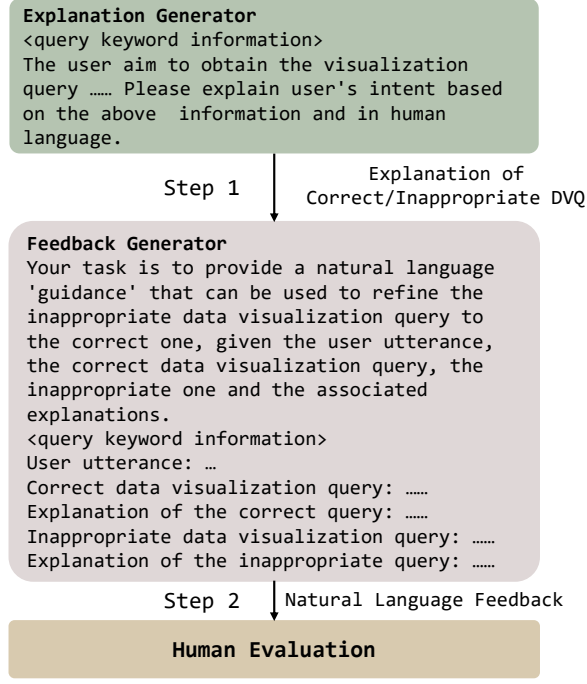 Explanation Generator
<query keyword information>
The user aim to obtain the visualization
query …… Please explain user's intent based
on the above  information and in human
language.
Step 1
Explanation of
Correct/Inappropriate DVQ
Feedback Generator
Your task is to provide a natural language
'guidance' that can be used to refine the
inappropriate data visualization query to
the correct one, given the user utterance,
the correct data visualization query, the
inappropriate one and the associated
explanations.
<query keyword information>
User utterance: …
Correct data visualization query: ……
Explanation of the correct query: ……
Inappropriate data visualization query: ……
Explanation of the inappropriate query: ……
Step 2
Natural Language Feedback
Human Evaluation